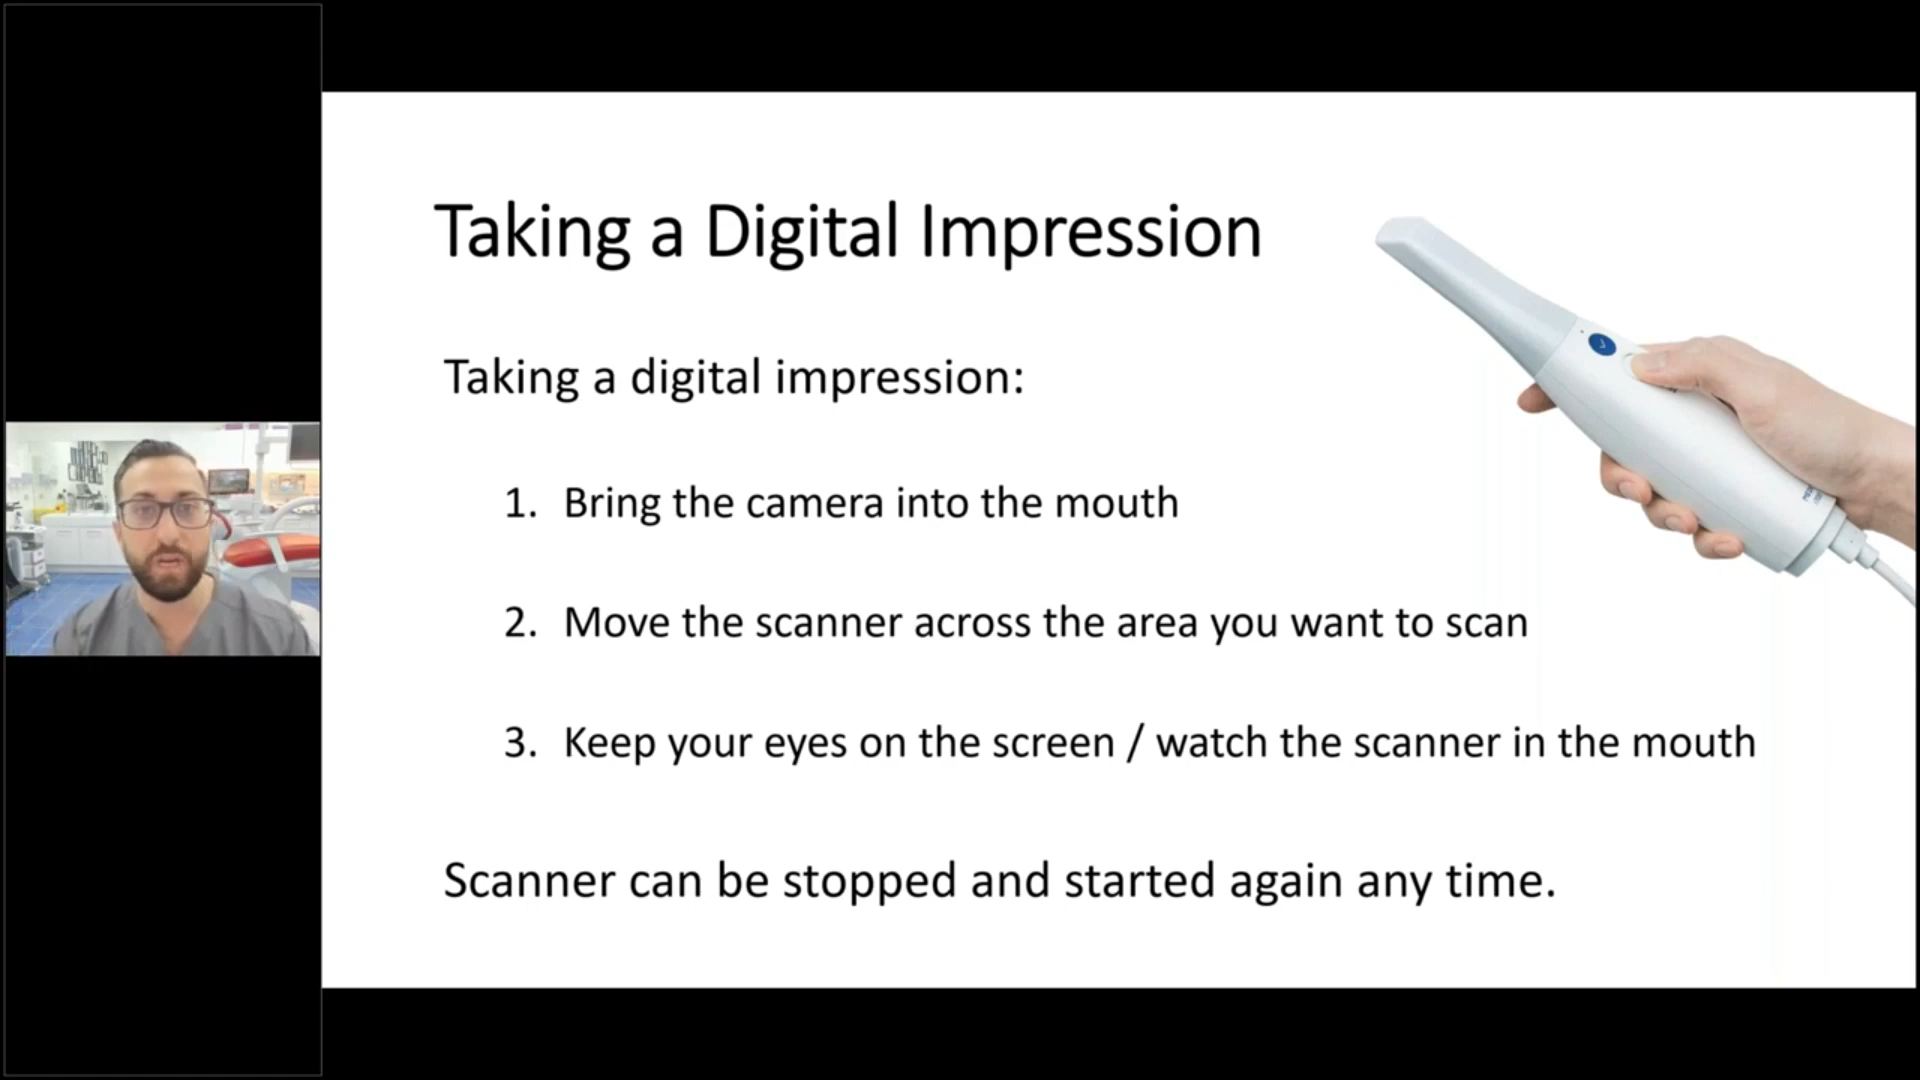 Taking a Digital Impression
Taking a digital impression:
1. Bring the camera into the mouth
2. Move the scanner across the area you want to scan
3. Keep your eyes on the screen / watch the scanner in the mouth
Scanner can be stopped and started again any time.